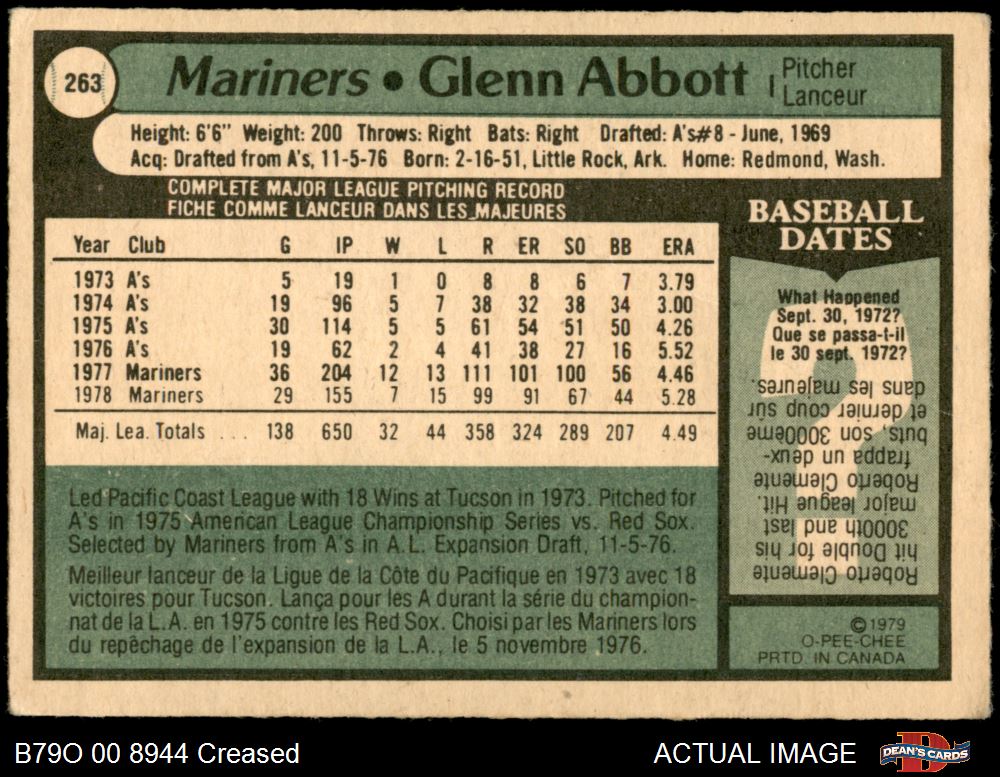 263
Mariners • Glenn Abbott
Pitcher
Lanceur
Height: 6'6" Weight: 200 Throws: Right Bats: Right Drafted: A's#8 - June, 1969
Acq: Drafted from A's, 11-5-76 Born: 2-16-51, Little Rock, Ark. Home: Redmond, Wash.
COMPLETE MAJOR LEAGUE PITCHING RECORD
FICHE COMME LANCEUR DANS LES MAJEURES
Year Club G IP W L R ER SO BB ERA
1973 A's 5 19 1 0 8 8 6 7 3.79
1974 A's 19 96 5 7 38 32 38 34 3.00
1975 A's 30 114 5 5 61 54 51 50 4.26
1976 A's 19 62 2 4 41 38 27 16 5.52
1977 Mariners 36 204 12 13 111 101 100 56 4.46
1978 Mariners 29 155 7 15 99 91 67 44 5.28
Maj. Lea. Totals ... 138 650 32 44 358 324 289 207 4.49
Led Pacific Coast League with 18 Wins at Tucson in 1973. Pitched for
A's in 1975 American League Championship Series vs. Red Sox.
Selected by Mariners from A's in A.L. Expansion Draft, 11-5-76.
Meilleur lanceur de la Ligue de la Côte du Pacifique en 1973 avec 18
victoires pour Tucson. Lança pour les A durant la série du champion-
nat de la L.A. en 1975 contre les Red Sox. Choisi par les Mariners lors
du repêchage de l'expansion de la L.A., le 5 novembre 1976.
BASEBALL
DATES
What Happened
Sept. 30, 1972?
Que se passa-t-il
le 30 sept. 1972?
Roberto Clemente
hit Double for his
3000th and last
major league Hit.
Roberto Clemente
frappa un deux-
buts, son 3000ème
et dernier coup sûr
dans les majeures.
©1979
O-PEE-CHEE
PRTD. IN CANADA
B79O 00 8944 Creased
ACTUAL IMAGE
DEAN'S CARDS